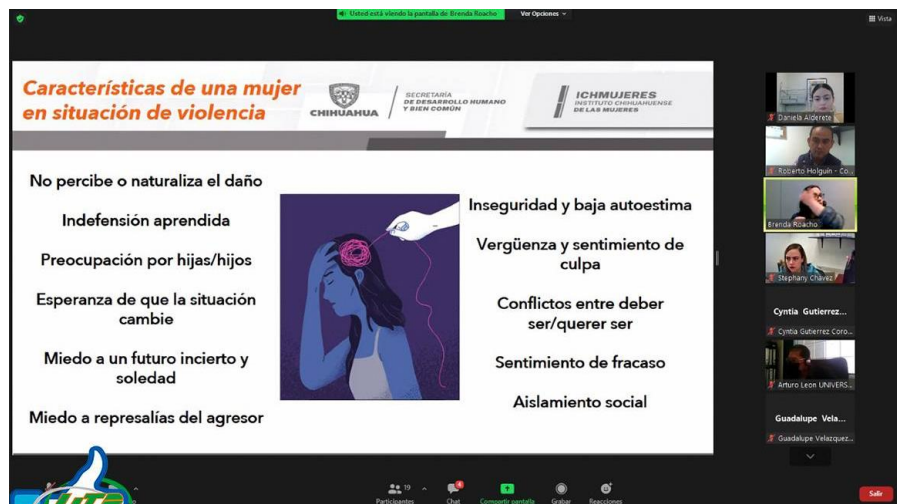 Usted está viendo la pantalla de Brenda Roacho
Ver Opciones
Vista
Características de una mujer
en situación de violencia
CHIHUAHUA
SECRETARÍA
DE DESARROLLO HUMANO
Y BIEN COMÚN
ICHMUJERES
INSTITUTO CHIHUAHUENSE
DE LAS MUJERES
No percibe o naturaliza el daño
Indefensión aprendida
Preocupación por hijas/hijos
Esperanza de que la situación
cambie
Miedo a un futuro incierto y
soledad
Miedo a represalías del agresor
Inseguridad y baja autoestima
Vergüenza y sentimiento de
culpa
Conflictos entre deber
ser/querer ser
Sentimiento de fracaso
Aislamiento social
Daniela Alderete
Roberto Holguin - Co...
Brenda Roacho
Stephany Chavez
Cyntia Gutierrez...
Cyntia Gutierrez Coro...
Arturo Leon UNIVERS...
Guadalupe Vela...
Guadalupe Velazquez...
19
Participantes
Chat
Compartir pantalla
Grabar
Reacciones
Salir